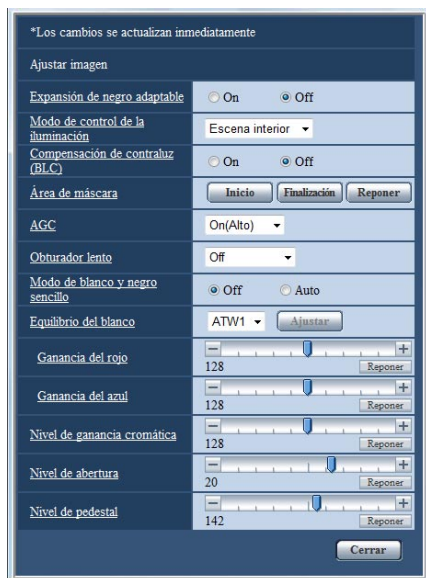 *Los cambios se actualizan inmediatamente
Ajustar imagen
Expansión de negro adaptable On Off
Modo de control de la
iluminación Escena interior
Compensación de contraluz
(BLC) On Off
Área de máscara Inicio Finalización Reponer
AGC On(Alto)
Obturador lento Off
Modo de blanco y negro
sencillo Off Auto
Equilibrio del blanco ATW1 Ajustar
Ganancia del rojo
128 Reponer
Ganancia del azul
128 Reponer
Nivel de ganancia cromática
128 Reponer
Nivel de abertura
20 Reponer
Nivel de pedestal
142 Reponer
Cerrar